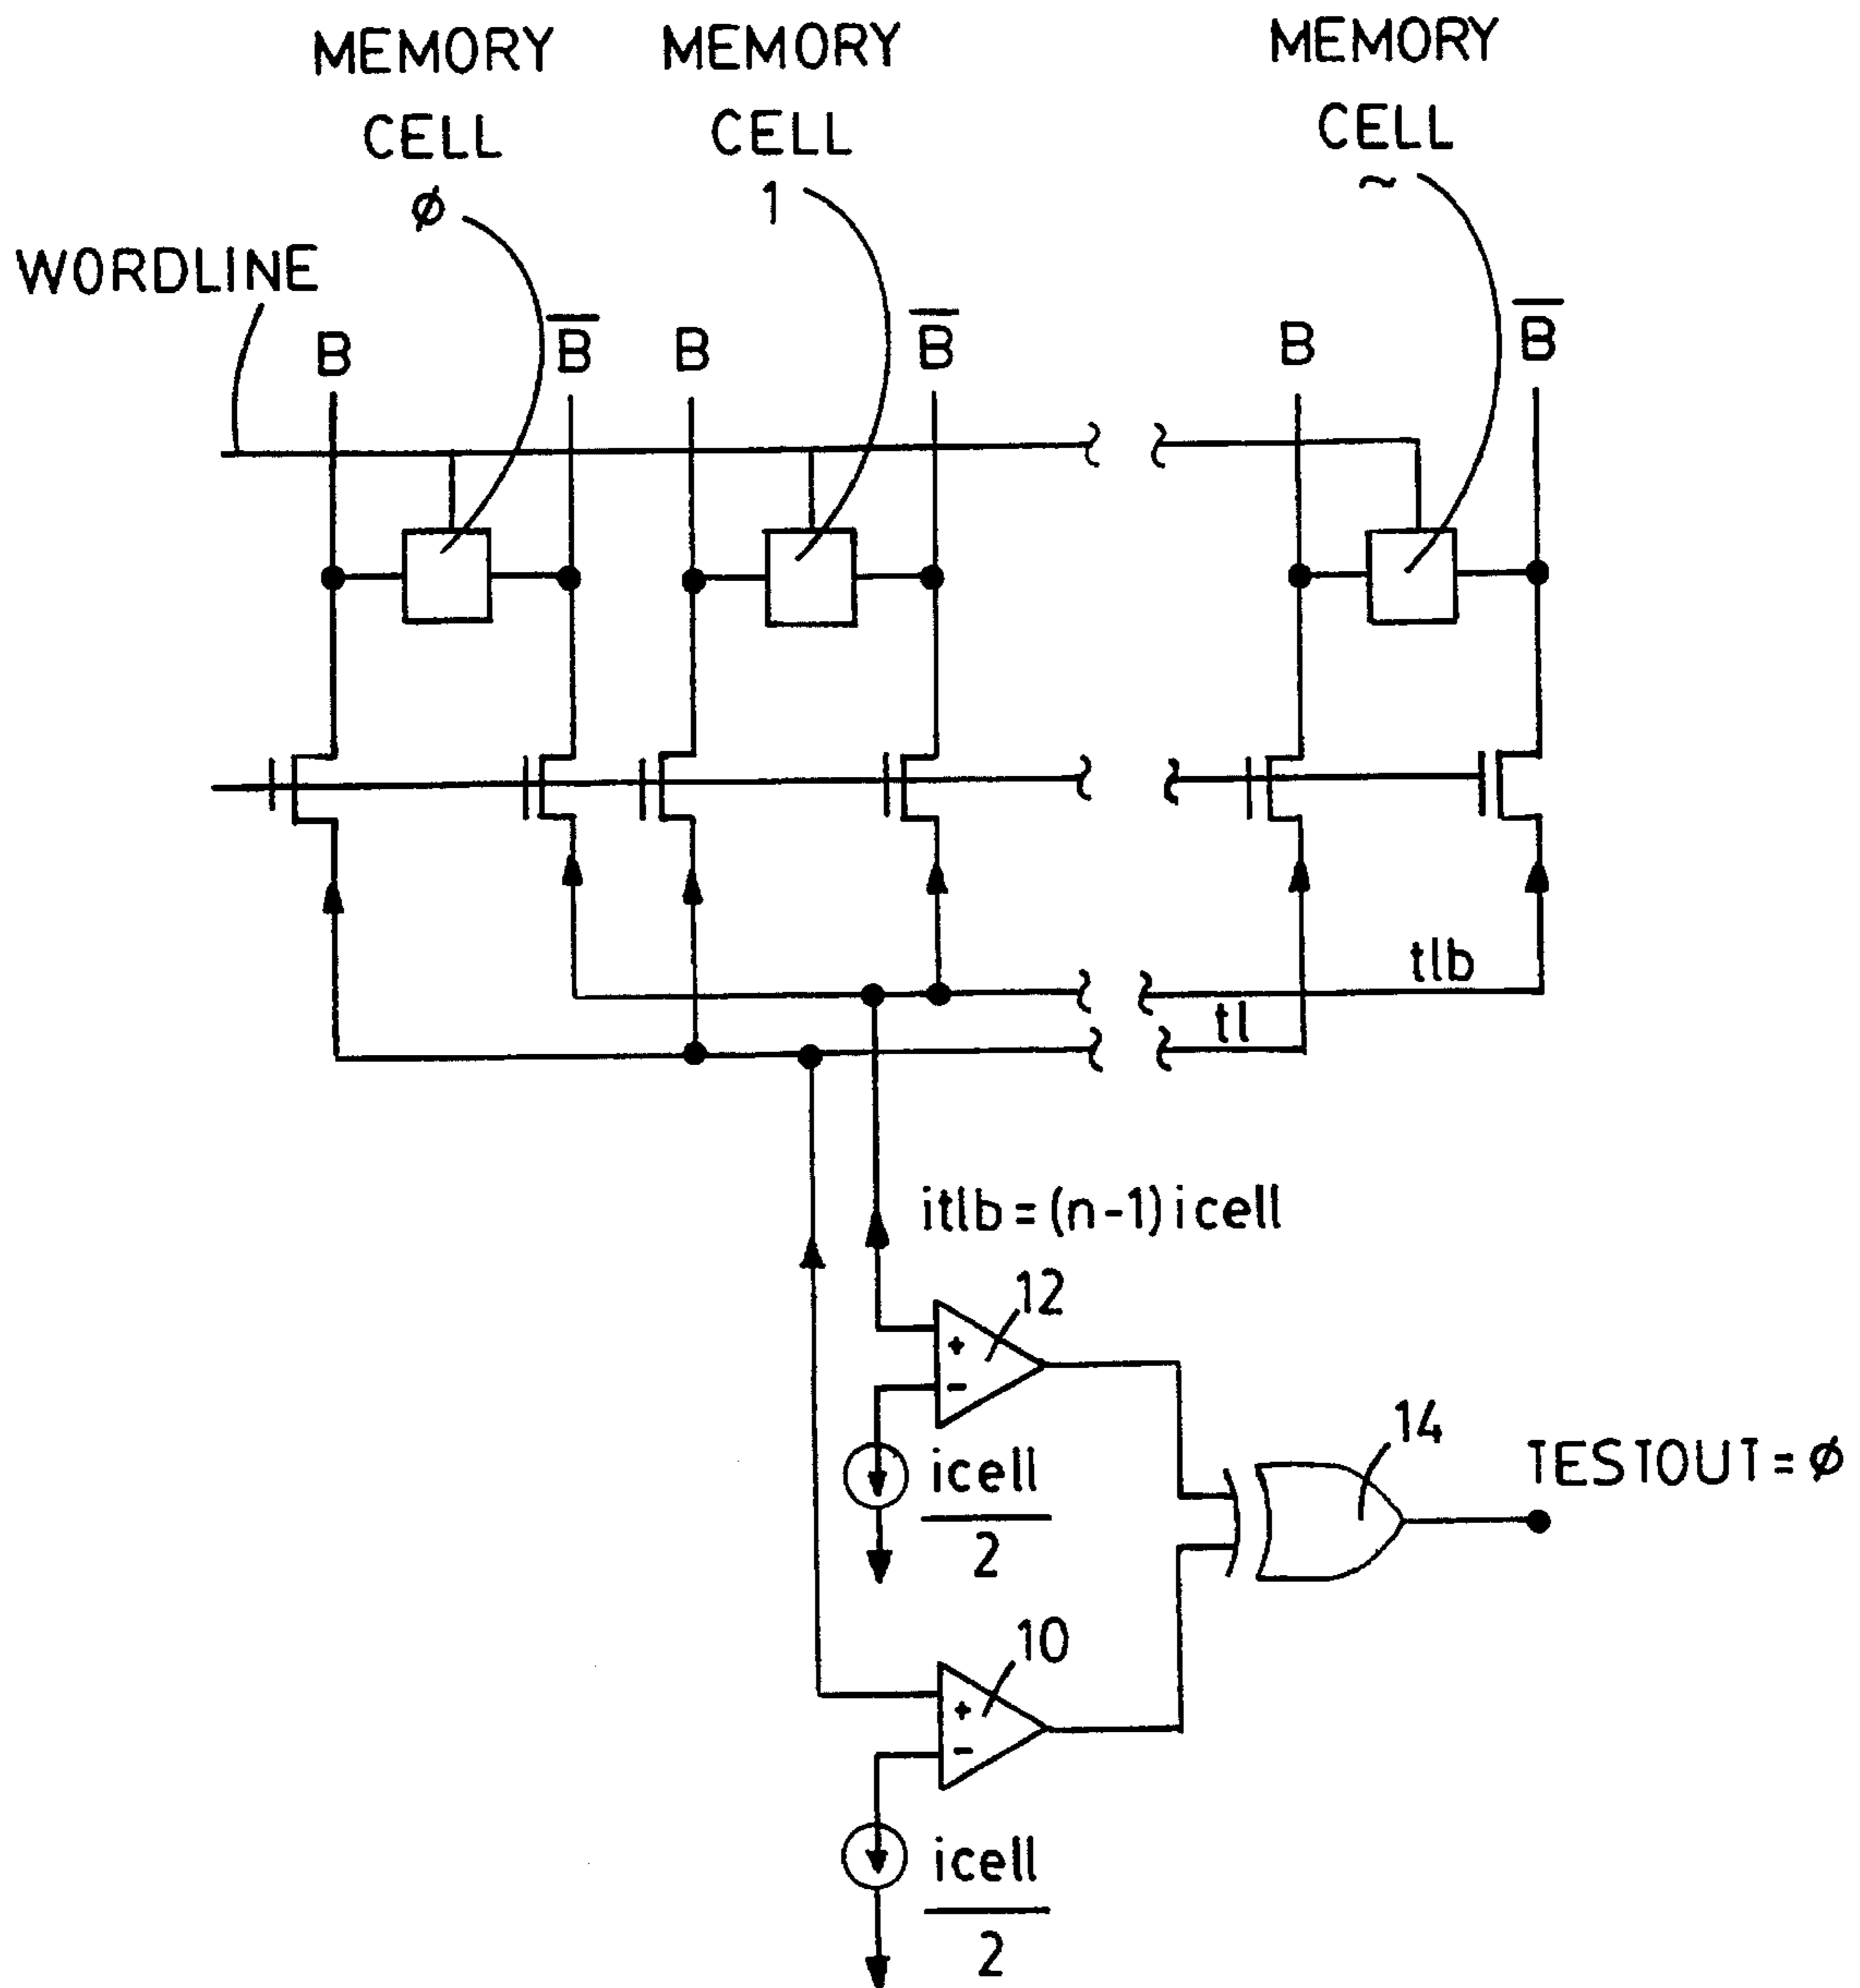 MEMORY CELL ϕ
MEMORY CELL 1
MEMORY CELL ~
WORDLINE
B
B̅
B
B̅
B
B̅
tlb
tl
itlb = (n-1) icell
12
+
-
icell
2
14
TESTOUT = ϕ
10
+
-
icell
2